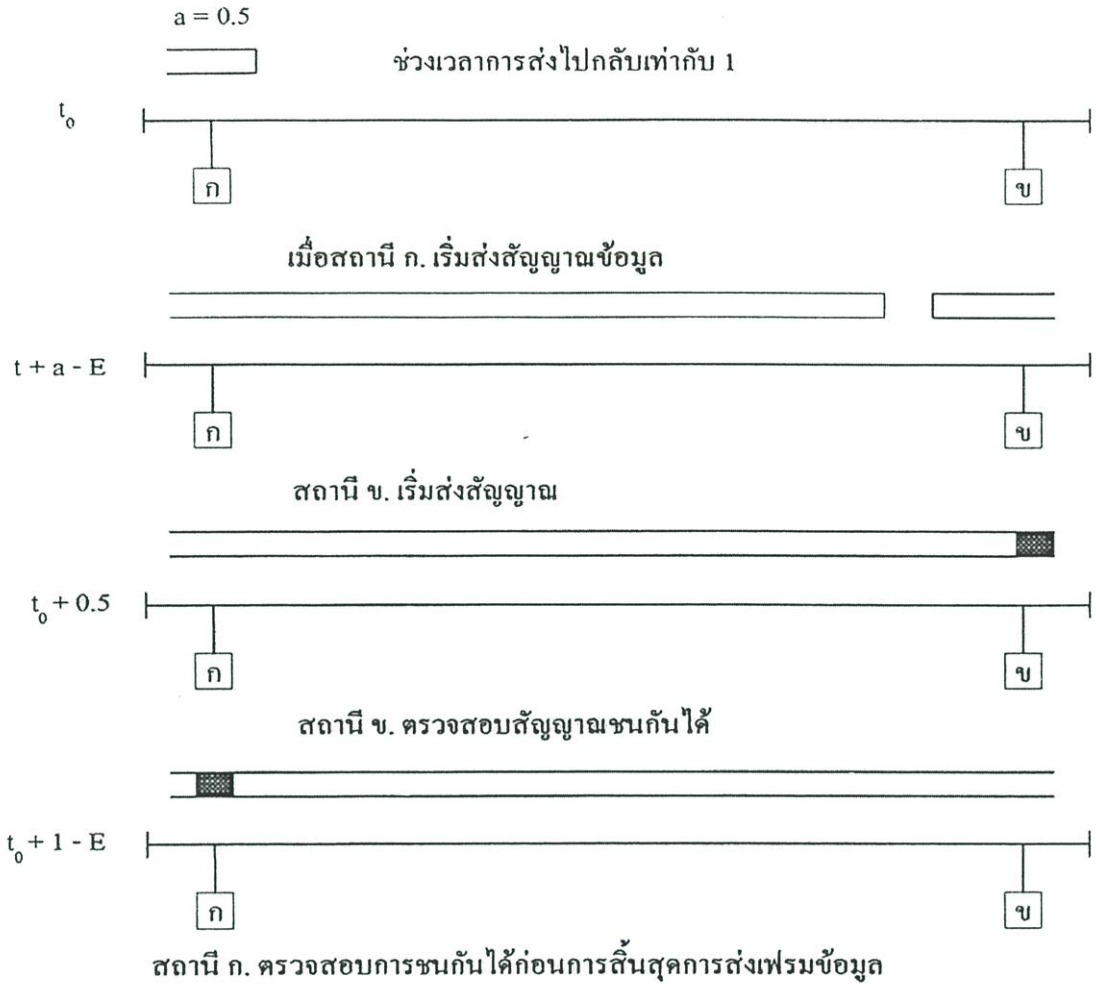 a = 0.5
ช่วงเวลาการส่งไปกลับเท่ากับ 1
t0
ก ข
เมื่อสถานี ก. เริ่มส่งสัญญาณข้อมูล
t + a - E
ก ข
สถานี ข. เริ่มส่งสัญญาณ
t0 + 0.5
ก ข
สถานี ข. ตรวจสอบสัญญาณชนกันได้
t0 + 1 - E
ก ข
สถานี ก. ตรวจสอบการชนกันได้ก่อนการสิ้นสุดการส่งเฟรมข้อมูล